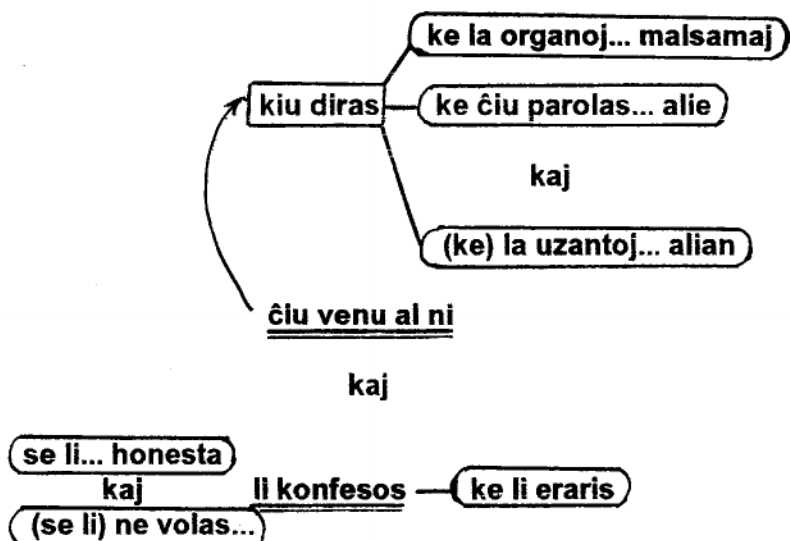 ke la organoj... malsamaj
kiu diras
ke ĉiu parolas... alie
kaj
(ke) la uzantoj... alian
ĉiu venu al ni
kaj
se li... honesta
kaj
li konfesos
ke li eraris
(se li) ne volas...